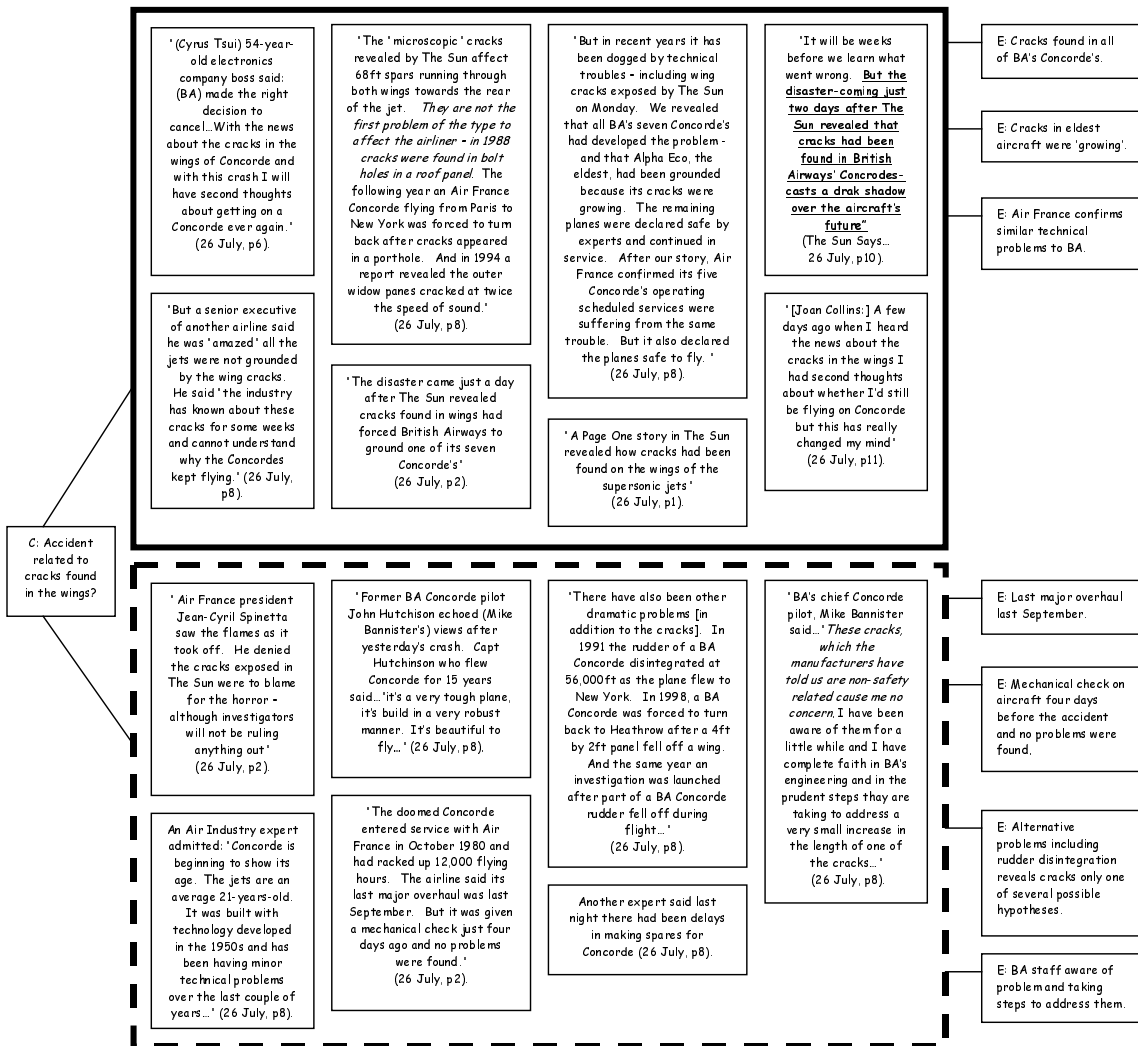 "(Cyrus Tsui) 54-year-
old electronics
company boss said:
(BA) made the right
decision to
cancel…With the news
about the cracks in the
wings of Concorde and
with this crash I will
have second thoughts
about getting on a
Concorde ever again."
(26 July, p6).
"But a senior executive
of another airline said
he was "amazed" all the
jets were not grounded
by the wing cracks.
He said "the industry
has known about these
cracks for some weeks
and cannot understand
why the Concordes
kept flying." (26 July,
p8).
"The "microscopic" cracks
revealed by The Sun affect
68ft spars running through
both wings towards the rear
of the jet. They are not the
first problem of the type to
affect the airliner – in 1988
cracks were found in bolt
holes in a roof panel. The
following year an Air France
Concorde flying from Paris to
New York was forced to turn
back after cracks appeared
in a porthole. And in 1994 a
report revealed the outer
widow panes cracked at twice
the speed of sound."
(26 July, p8).
"The disaster came just a day
after The Sun revealed
cracks found in wings had
forced British Airways to
ground one of its seven
Concorde's"
(26 July, p2).
"But in recent years it has
been dogged by technical
troubles – including wing
cracks exposed by The Sun
on Monday. We revealed
that all BA's seven Concorde's
had developed the problem -
and that Alpha Eco, the
eldest, had been grounded
because its cracks were
growing. The remaining
planes were declared safe by
experts and continued in
service. After our story, Air
France confirmed its five
Concorde's operating
scheduled services were
suffering from the same
trouble. But it also declared
the planes safe to fly. "
(26 July, p8).
"A Page One story in The Sun
revealed how cracks had been
found on the wings of the
supersonic jets"
(26 July, p1).
"It will be weeks
before we learn what
went wrong. But the
disaster-coming just
two days after The
Sun revealed that
cracks had been
found in British
Airways' Concrodes-
casts a drak shadow
over the aircraft's
future"
(The Sun Says…
26 July, p10).
"[Joan Collins:] A few
days ago when I heard
the news about the
cracks in the wings I
had second thoughts
about whether I'd still
be flying on Concorde
but this has really
changed my mind"
(26 July, p11).
E: Cracks found in all
of BA's Concorde's.
E: Cracks in eldest
aircraft were 'growing'.
E: Air France confirms
similar technical
problems to BA.
C: Accident
related to
cracks found
in the wings?
"Air France president
Jean-Cyril Spinetta
saw the flames as it
took off. He denied
the cracks exposed in
The Sun were to blame
for the horror –
although investigators
will not be ruling
anything out"
(26 July, p2).
An Air Industry expert
admitted: "Concorde is
beginning to show its
age. The jets are an
average 21-years-old.
It was built with
technology developed
in the 1950s and has
been having minor
technical problems
over the last couple of
years…" (26 July, p8).
"Former BA Concorde pilot
John Hutchison echoed (Mike
Bannister's) views after
yesterday's crash. Capt
Hutchinson who flew
Concorde for 15 years
said…"it's a very tough plane,
it's build in a very robust
manner. It's beautiful to
fly…" (26 July, p8).
"The doomed Concorde
entered service with Air
France in October 1980 and
had racked up 12,000 flying
hours. The airline said its
last major overhaul was last
September. But it was given
a mechanical check just four
days ago and no problems
were found."
(26 July, p2).
"There have also been other
dramatic problems [in
addition to the cracks]. In
1991 the rudder of a BA
Concorde disintegrated at
56,000ft as the plane flew to
New York. In 1998, a BA
Concorde was forced to turn
back to Heathrow after a 4ft
by 2ft panel fell off a wing.
And the same year an
investigation was launched
after part of a BA Concorde
rudder fell off during
flight…"
(26 July, p8).
Another expert said last
night there had been delays
in making spares for
Concorde (26 July, p8).
"BA's chief Concorde
pilot, Mike Bannister
said…"These cracks,
which the
manufacturers have
told us are non-safety
related cause me no
concern. I have been
aware of them for a
little while and I have
complete faith in BA's
engineering and in the
prudent steps thay are
taking to address a
very small increase in
the length of one of
the cracks…"
(26 July, p8).
E: Last major overhaul
last September.
E: Mechanical check on
aircraft four days
before the accident
and no problems were
found.
E: Alternative
problems including
rudder disintegration
reveals cracks only one
of several possible
hypotheses.
E: BA staff aware of
problem and taking
steps to address them.